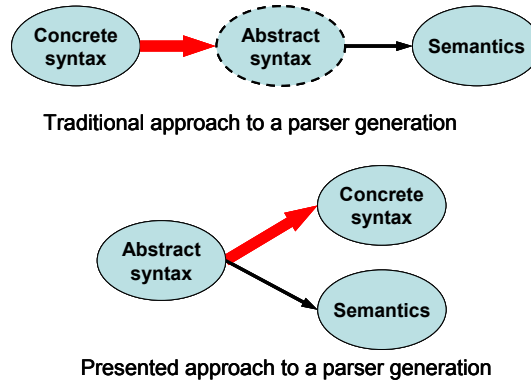 Concrete
syntax
Abstract
syntax
Semantics
Traditional approach to a parser generation
Concrete
syntax
Abstract
syntax
Semantics
Presented approach to a parser generation